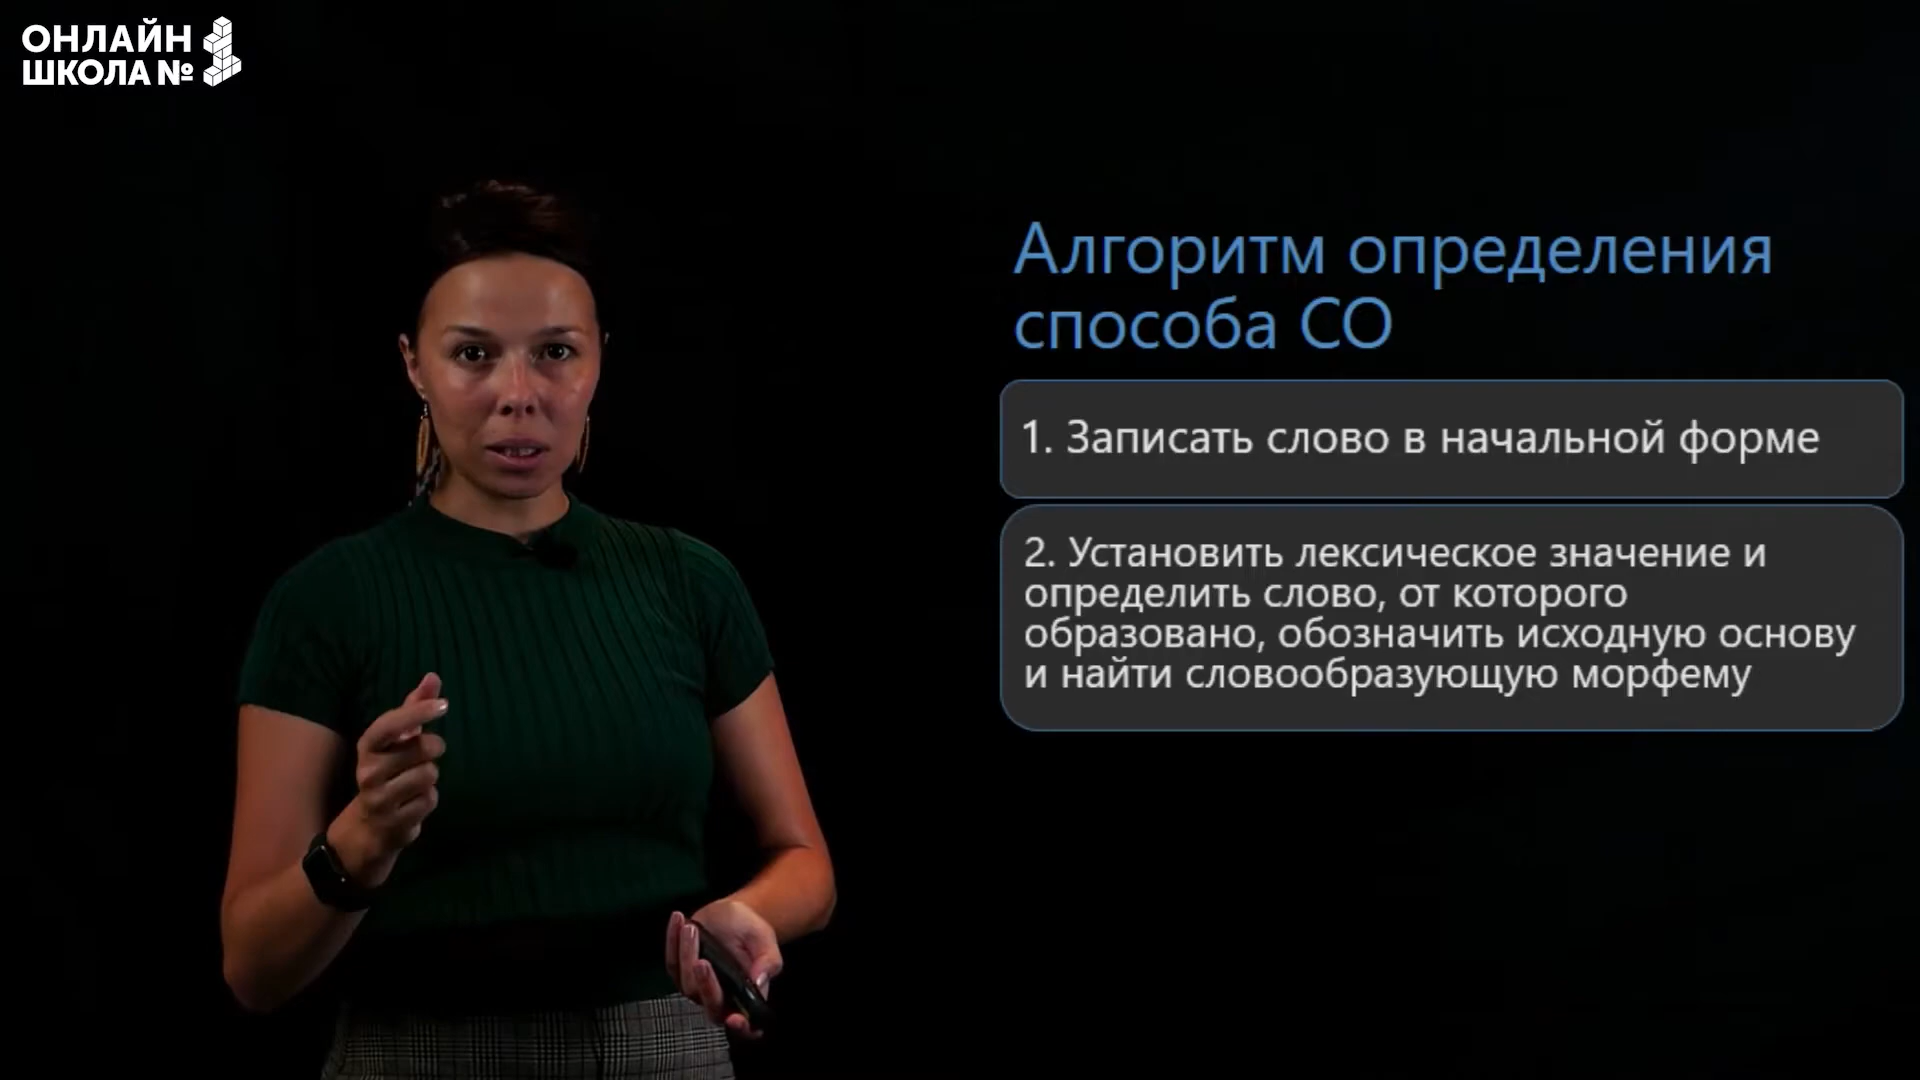 ОНЛАЙН
ШКОЛА №1
Алгоритм определения
способа СО
1. Записать слово в начальной форме
2. Установить лексическое значение и
определить слово, от которого
образовано, обозначить исходную основу
и найти словообразующую морфему